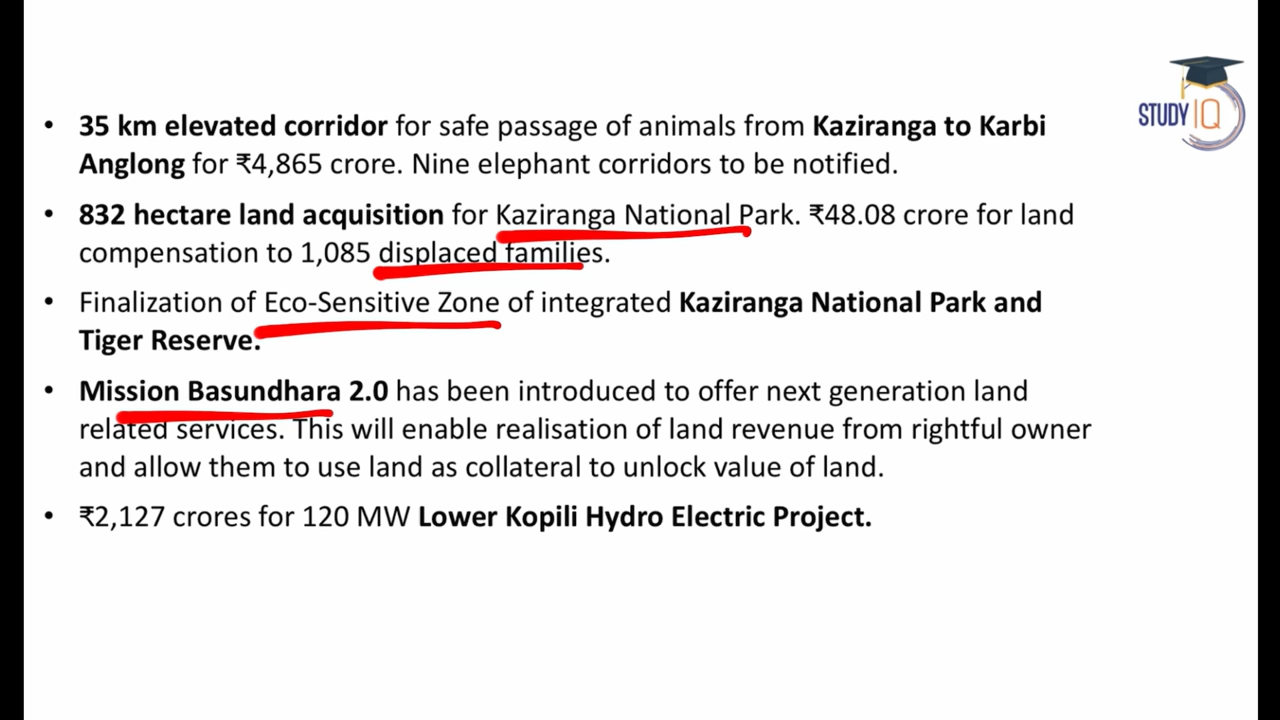 STUDY IQ
• 35 km elevated corridor for safe passage of animals from Kaziranga to Karbi
Anglong for ₹4,865 crore. Nine elephant corridors to be notified.
• 832 hectare land acquisition for Kaziranga National Park. ₹48.08 crore for land
compensation to 1,085 displaced families.
• Finalization of Eco-Sensitive Zone of integrated Kaziranga National Park and
Tiger Reserve.
• Mission Basundhara 2.0 has been introduced to offer next generation land
related services. This will enable realisation of land revenue from rightful owner
and allow them to use land as collateral to unlock value of land.
• ₹2,127 crores for 120 MW Lower Kopili Hydro Electric Project.